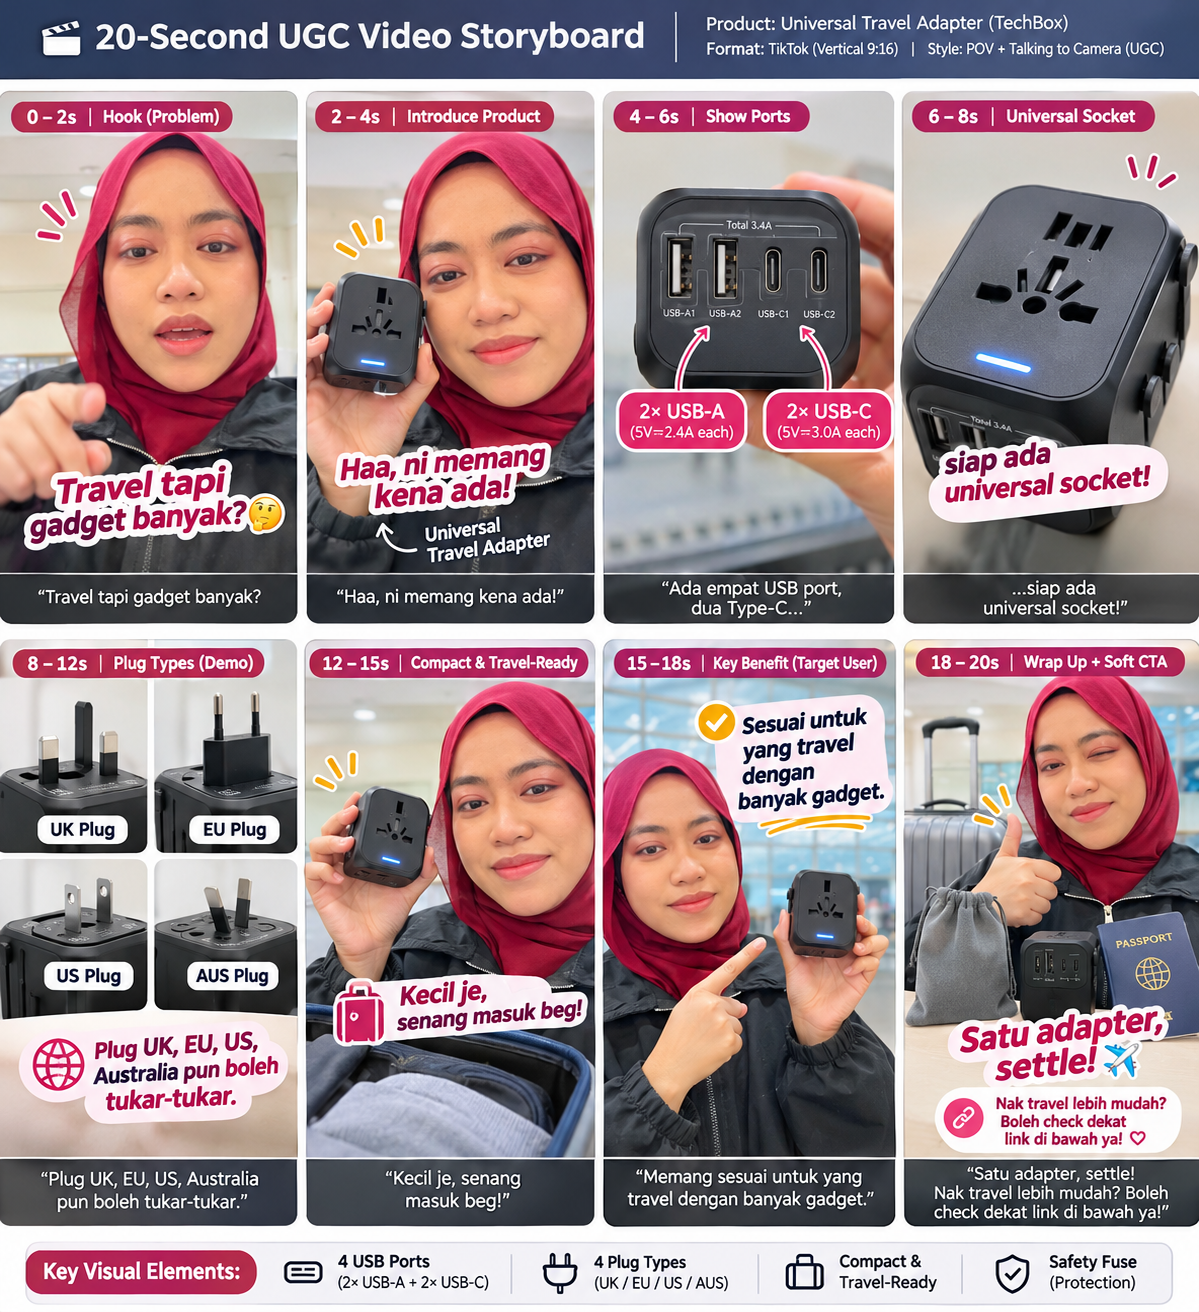 20-Second UGC Video Storyboard
Product: Universal Travel Adapter (TechBox)
Format: TikTok (Vertical 9:16) | Style: POV + Talking to Camera (UGC)
0 – 2s | Hook (Problem)
Travel tapi
gadget banyak? 🤔
“Travel tapi gadget banyak?
2 – 4s | Introduce Product
Haa, ni memang
kena ada!
Universal
Travel Adapter
“Haa, ni memang kena ada!”
4 – 6s | Show Ports
Total 3.4A
USB-A1 USB-A2 USB-C1 USB-C2
2× USB-A
(5V⎓2.4A each)
2× USB-C
(5V⎓3.0A each)
“Ada empat USB port,
dua Type-C...”
6 – 8s | Universal Socket
Total 3.4A
siap ada
universal socket!
...siap ada
universal socket!”
8 – 12s | Plug Types (Demo)
UK Plug
EU Plug
US Plug
AUS Plug
Plug UK, EU, US,
Australia pun boleh
tukar-tukar.
“Plug UK, EU, US, Australia
pun boleh tukar-tukar.”
12 – 15s | Compact & Travel-Ready
Kecil je,
senang masuk beg!
“Kecil je, senang
masuk beg!”
15 –18s | Key Benefit (Target User)
Sesuai untuk
yang travel
dengan
banyak gadget.
“Memang sesuai untuk yang
travel dengan banyak gadget.”
18 – 20s | Wrap Up + Soft CTA
PASSPORT
Satu adapter,
settle! ✈️
Nak travel lebih mudah?
Boleh check dekat
link di bawah ya! ♡
“Satu adapter, settle!
Nak travel lebih mudah? Boleh
check dekat link di bawah ya!”
Key Visual Elements:
4 USB Ports
(2× USB-A + 2× USB-C)
4 Plug Types
(UK / EU / US / AUS)
Compact &
Travel-Ready
Safety Fuse
(Protection)